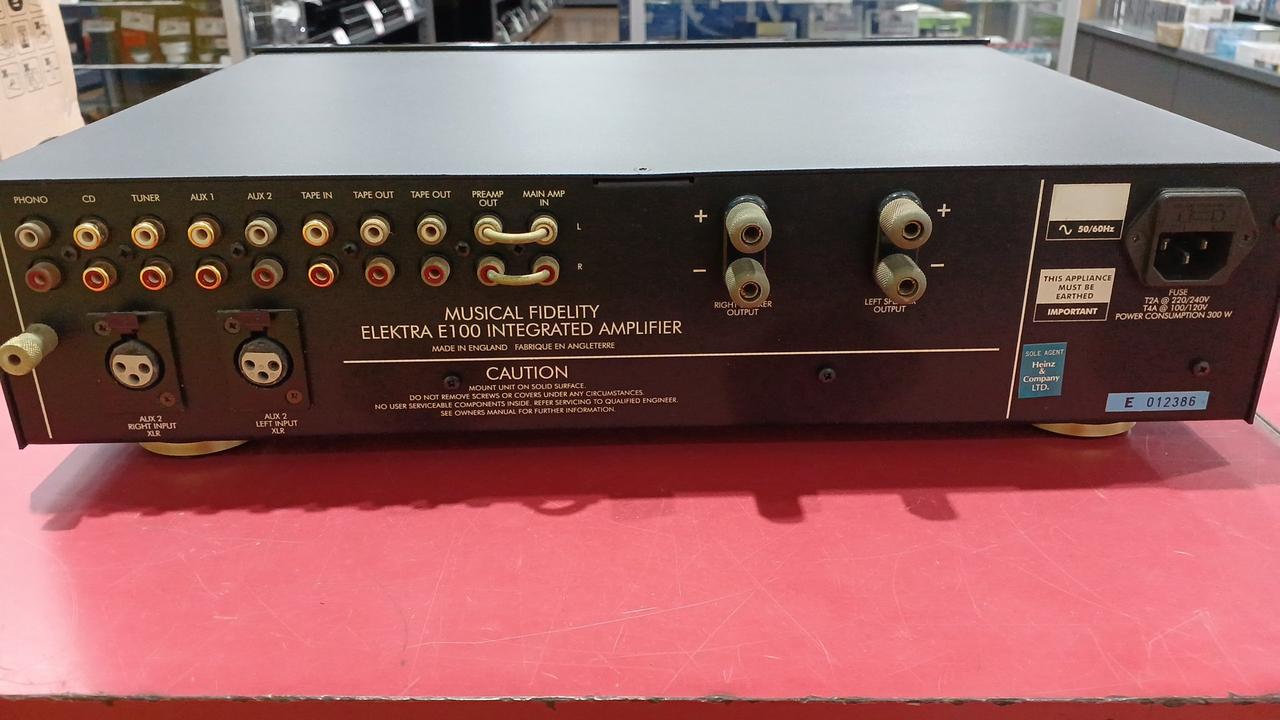 PHONO CD TUNER AUX 1 AUX 2 TAPE IN TAPE OUT TAPE OUT PREAMP OUT MAIN AMP IN
L
R
+
+
−
−
RIGHT
OUTPUT
LEFT
OUTPUT
AUX 2
RIGHT INPUT
XLR
AUX 2
LEFT INPUT
XLR
MUSICAL FIDELITY
ELEKTRA E100 INTEGRATED AMPLIFIER
MADE IN ENGLAND FABRIQUE EN ANGLETERRE
CAUTION
MOUNT UNIT ON SOLID SURFACE.
DO NOT REMOVE SCREWS OR COVERS UNDER ANY CIRCUMSTANCES.
NO USER SERVICEABLE COMPONENTS INSIDE. REFER SERVICING TO QUALIFIED ENGINEER.
SEE OWNERS MANUAL FOR FURTHER INFORMATION.
∿ 50/60Hz
THIS APPLIANCE
MUST BE
EARTHED
IMPORTANT
FUSE
T2A @ 220/240V
T4A @ 100/120V
POWER CONSUMPTION 300 W
SOLE AGENT
Heinz
&
Company
LTD.
E 012386